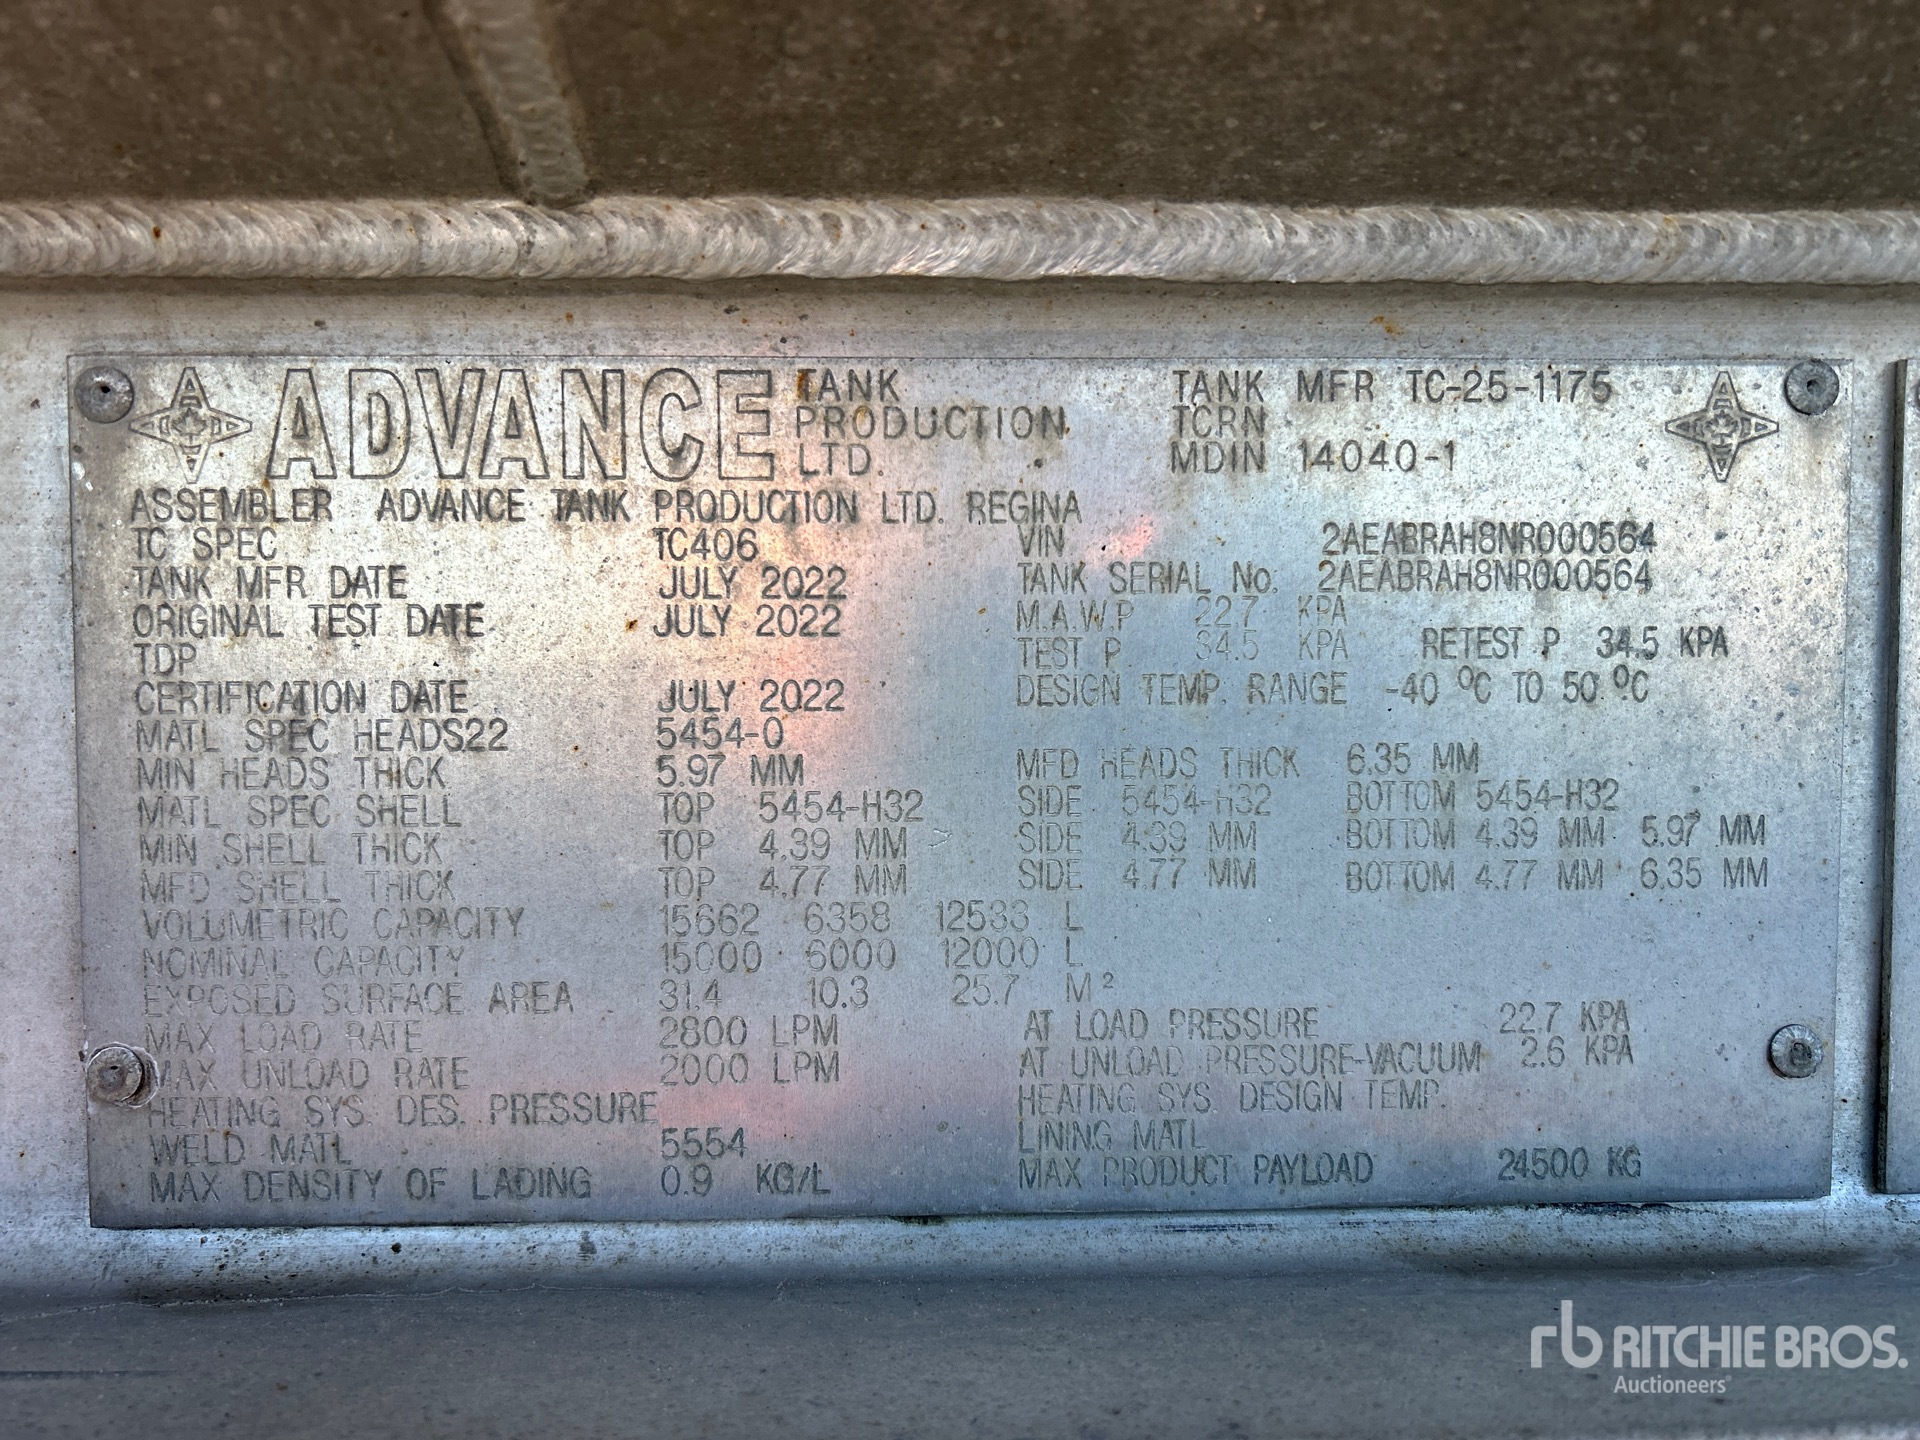 ADVANCE TANK PRODUCTION LTD.
TANK MFR TC-25-1175
TCRN
MDIN 14040-1
ASSEMBLER ADVANCE TANK PRODUCTION LTD. REGINA
TC SPEC TC406 VIN 2AEABRAH8NR000564
TANK MFR DATE JULY 2022 TANK SERIAL No. 2AEABRAH8NR000564
ORIGINAL TEST DATE JULY 2022 M.A.W.P 22.7 KPA
TDP TEST P. 34.5 KPA RETEST P. 34.5 KPA
CERTIFICATION DATE JULY 2022 DESIGN TEMP. RANGE -40 ºC TO 50 ºC
MATL SPEC HEADS22 5454-0
MIN HEADS THICK 5.97 MM MFD HEADS THICK 6.35 MM
MATL SPEC SHELL TOP 5454-H32 SIDE 5454-H32 BOTTOM 5454-H32
MIN SHELL THICK TOP 4.39 MM SIDE 4.39 MM BOTTOM 4.39 MM 5.97 MM
MFD SHELL THICK TOP 4.77 MM SIDE 4.77 MM BOTTOM 4.77 MM 6.35 MM
VOLUMETRIC CAPACITY 15662 6358 12533 L
NOMINAL CAPACITY 15000 6000 12000 L
EXPOSED SURFACE AREA 31.4 10.3 25.7 M²
MAX LOAD RATE 2800 LPM AT LOAD PRESSURE 22.7 KPA
MAX UNLOAD RATE 2000 LPM AT UNLOAD PRESSURE-VACUUM 2.6 KPA
HEATING SYS. DES. PRESSURE HEATING SYS. DESIGN TEMP.
WELD MATL 5554 LINING MATL
MAX DENSITY OF LADING 0.9 KG/L MAX PRODUCT PAYLOAD 24500 KG
rb RITCHIE BROS.
Auctioneers